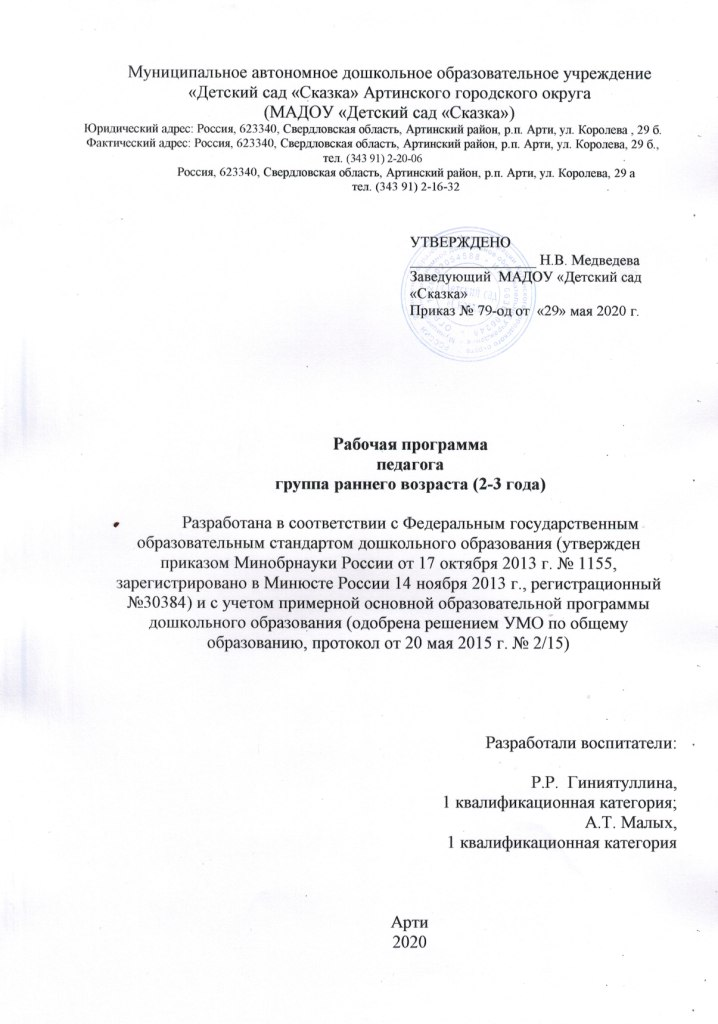 Муниципальное автономное дошкольное образовательное учреждение
«Детский сад «Сказка» Артинского городского округа
(МАДОУ «Детский сад «Сказка»)
Юридический адрес: Россия, 623340, Свердловская область, Артинский район, р.п. Арти, ул. Королева , 29 б.
Фактический адрес: Россия, 623340, Свердловская область, Артинский район, р.п. Арти, ул. Королева, 29 б.,
тел. (343 91) 2-20-06
Россия, 623340, Свердловская область, Артинский район, р.п. Арти, ул. Королева, 29 а
тел. (343 91) 2-16-32
УТВЕРЖДЕНО
________________ Н.В. Медведева
Заведующий МАДОУ «Детский сад
«Сказка»
Приказ № 79-од от «29» мая 2020 г.
Рабочая программа
педагога
группа раннего возраста (2-3 года)
Разработана в соответствии с Федеральным государственным
образовательным стандартом дошкольного образования (утвержден
приказом Минобрнауки России от 17 октября 2013 г. № 1155,
зарегистрировано в Минюсте России 14 ноября 2013 г., регистрационный
№30384) и с учетом примерной основной образовательной программы
дошкольного образования (одобрена решением УМО по общему
образованию, протокол от 20 мая 2015 г. № 2/15)
Разработали воспитатели:
Р.Р. Гиниятуллина,
1 квалификационная категория;
А.Т. Малых,
1 квалификационная категория
Арти
2020